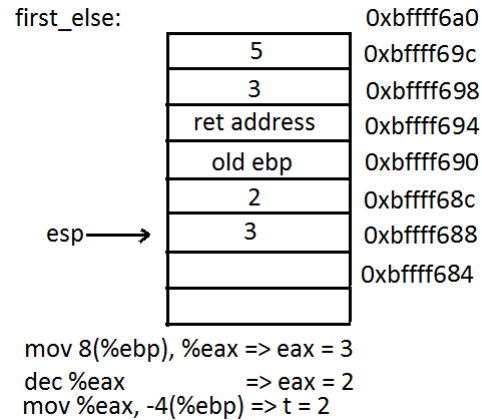 first_else: 0xbffff6a0
5 0xbffff69c
3 0xbffff698
ret address 0xbffff694
old ebp 0xbffff690
2 0xbffff68c
esp 3 0xbffff688
0xbffff684
mov 8(%ebp), %eax => eax = 3
dec %eax => eax = 2
mov %eax, -4(%ebp) => t = 2